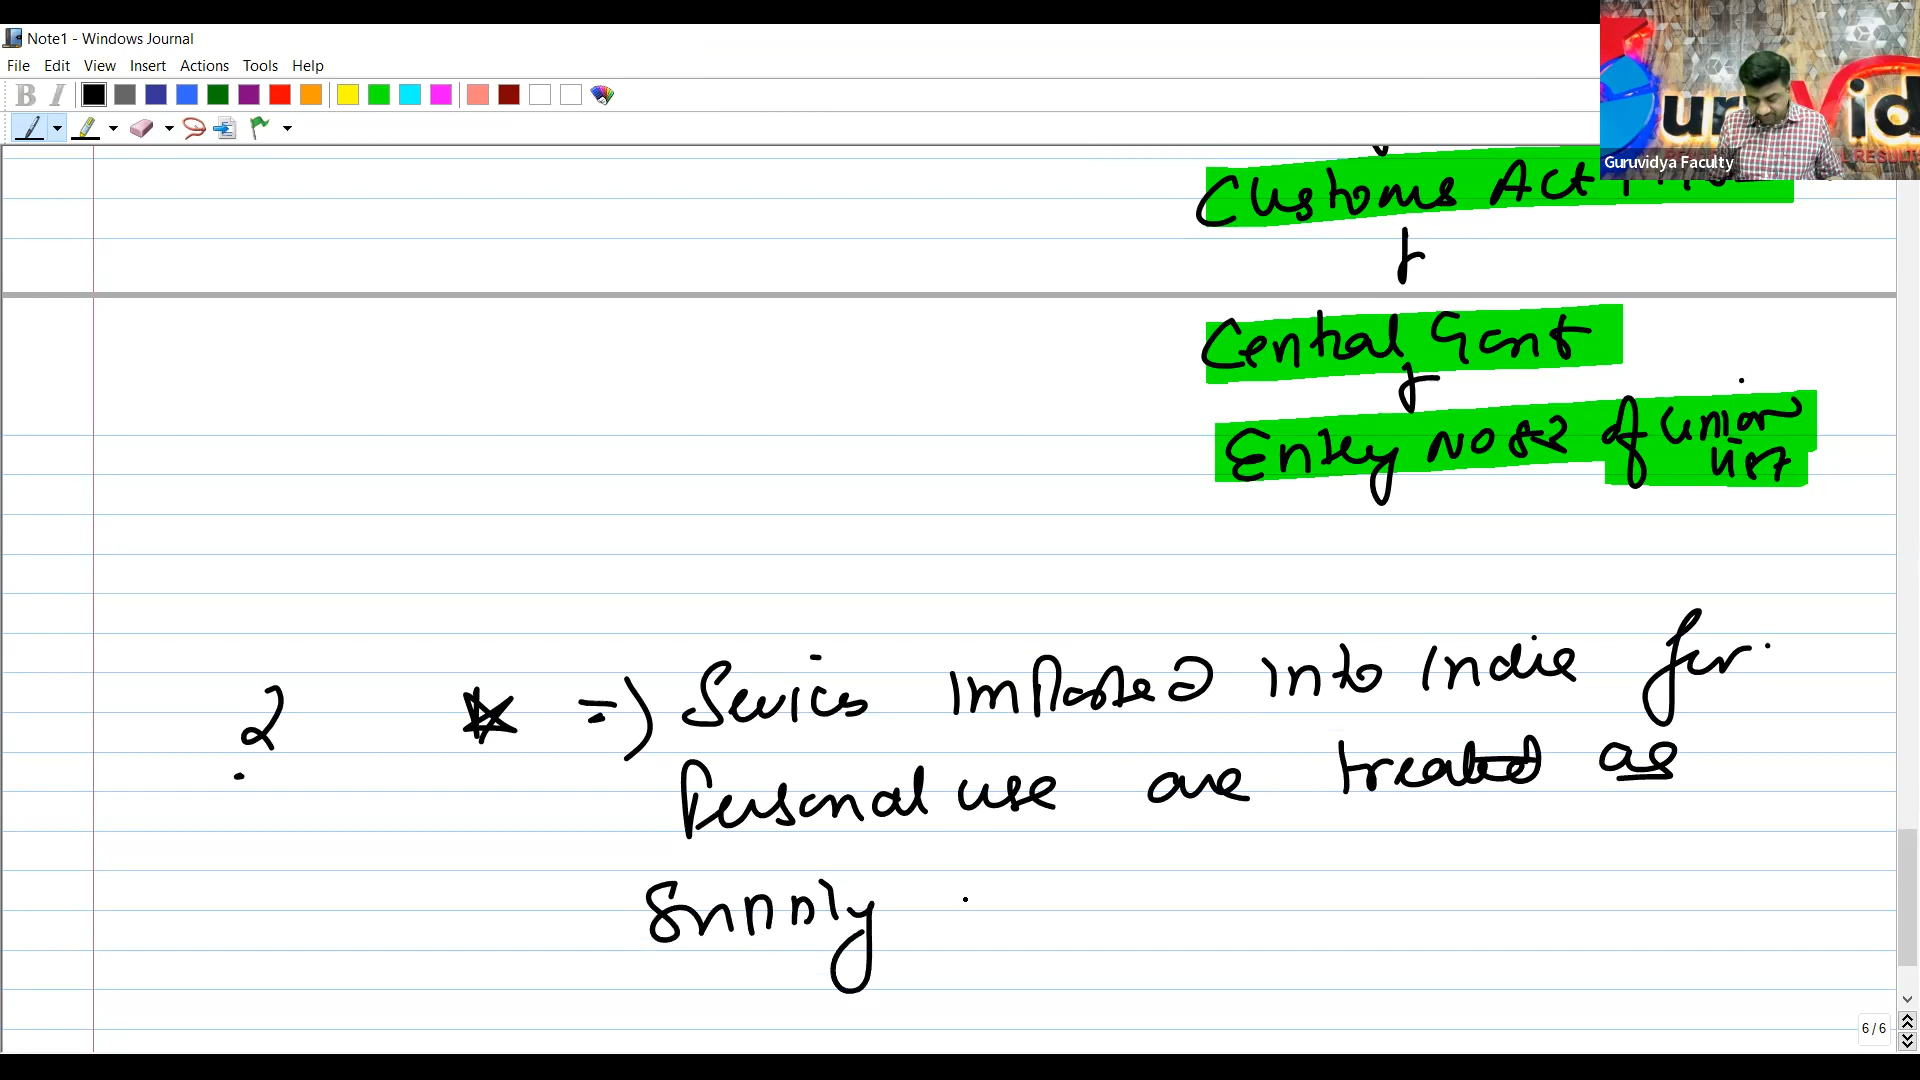 Note1 - Windows Journal
File Edit View Insert Actions Tools Help
B I
Guruvidya Faculty
Customs Act
Central Govt
Entry No 82 of Union
list
2 => Services Imported into India for
Personal use are treated as
Supply
6 / 6